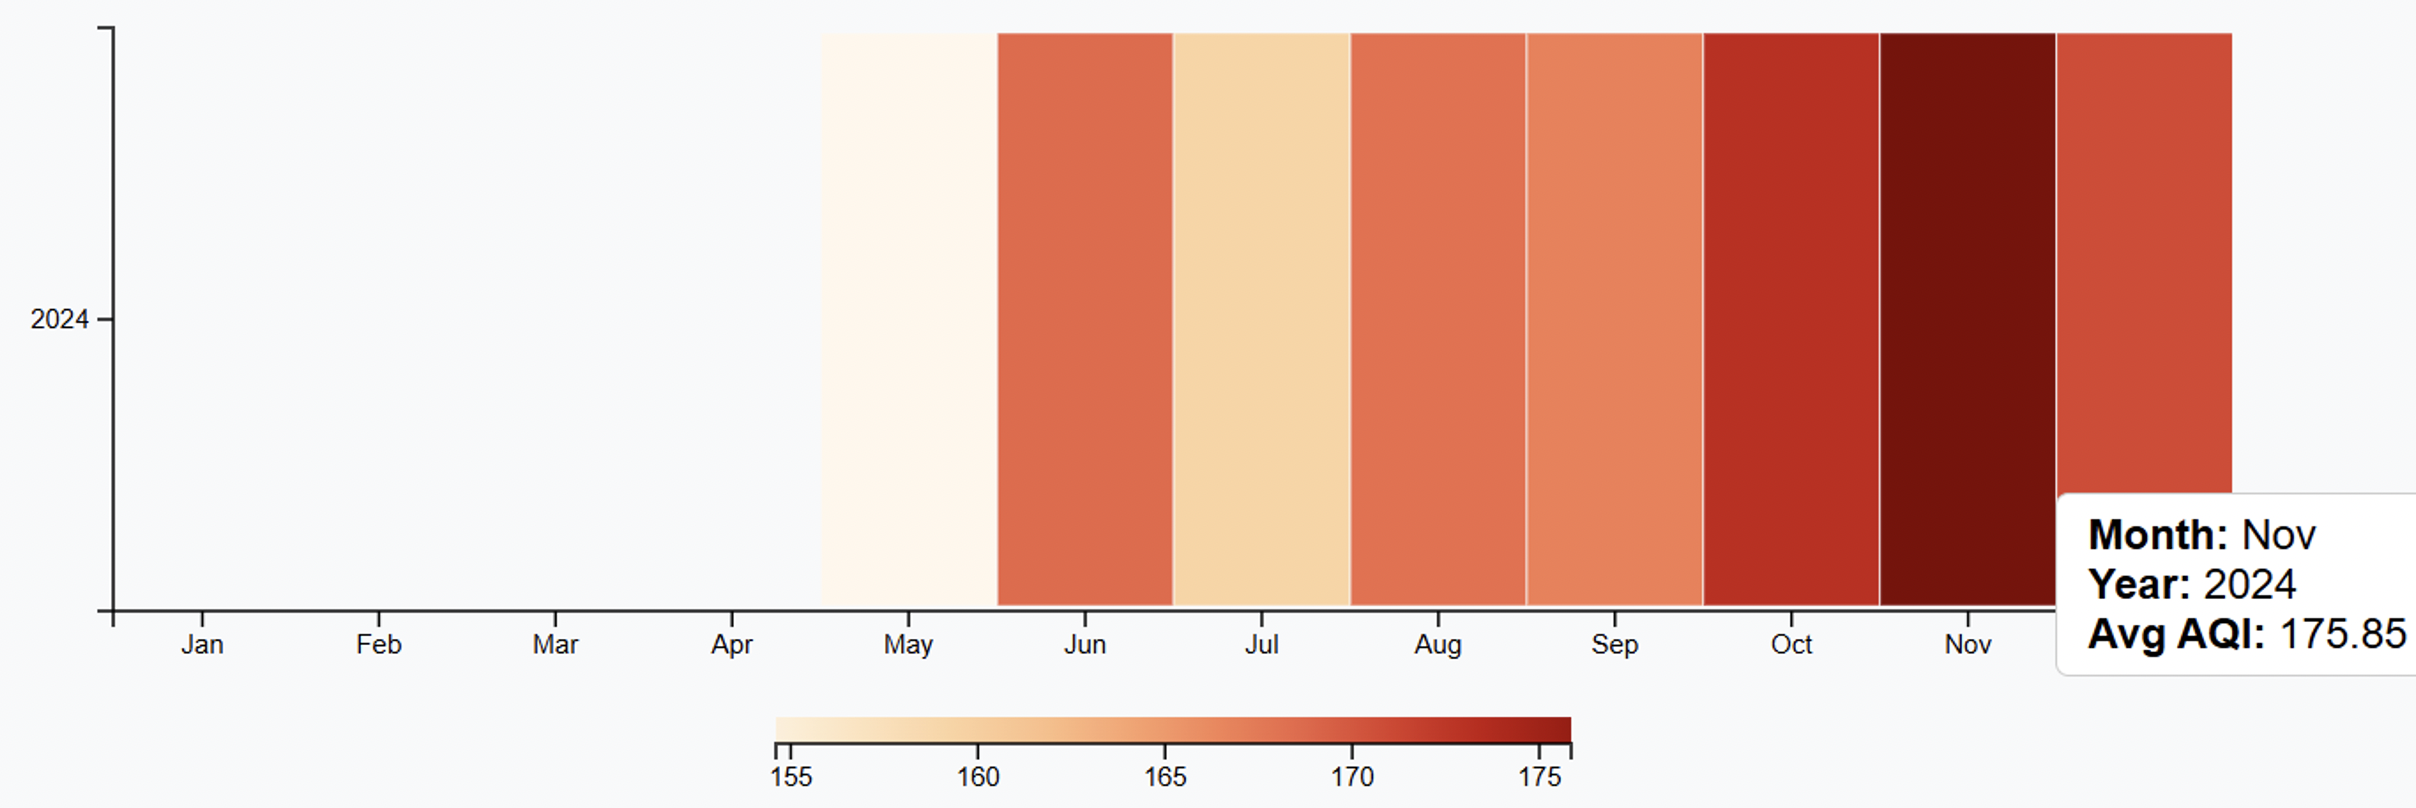 2024
Jan Feb Mar Apr May Jun Jul Aug Sep Oct Nov
Month: Nov
Year: 2024
Avg AQI: 175.85
155 160 165 170 175